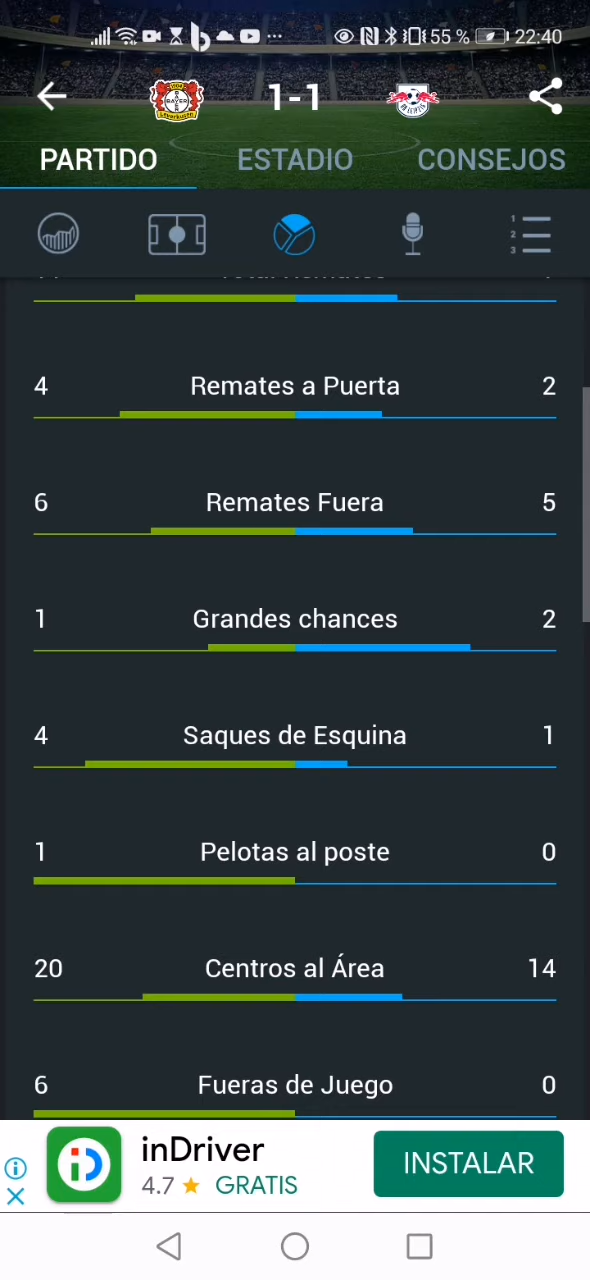 55 % 22:40
1-1
PARTIDO ESTADIO CONSEJOS
4 Remates a Puerta 2
6 Remates Fuera 5
1 Grandes chances 2
4 Saques de Esquina 1
1 Pelotas al poste 0
20 Centros al Área 14
6 Fueras de Juego 0
inDriver
4.7 GRATIS
INSTALAR